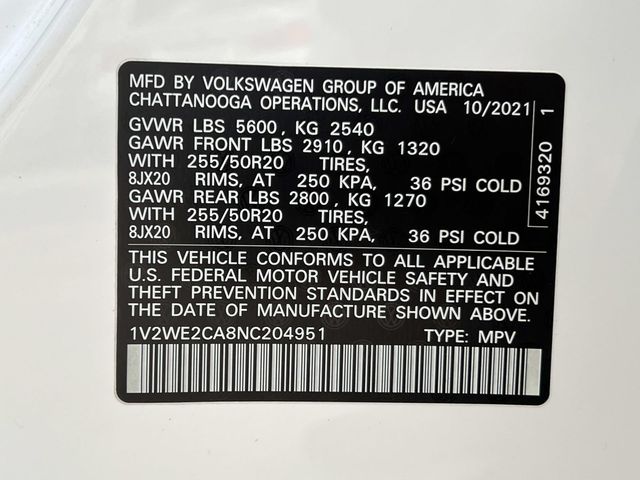 MFD BY VOLKSWAGEN GROUP OF AMERICA
CHATTANOOGA OPERATIONS, LLC. USA 10/2021
GVWR LBS 5600, KG 2540
GAWR FRONT LBS 2910, KG 1320
WITH 255/50R20 TIRES,
8JX20 RIMS, AT 250 KPA, 36 PSI COLD
GAWR REAR LBS 2800, KG 1270
WITH 255/50R20 TIRES,
8JX20 RIMS, AT 250 KPA, 36 PSI COLD
THIS VEHICLE CONFORMS TO ALL APPLICABLE
U.S. FEDERAL MOTOR VEHICLE SAFETY AND
THEFT PREVENTION STANDARDS IN EFFECT ON
THE DATE OF MANUFACTURE SHOWN ABOVE.
1V2WE2CA8NC204951 TYPE: MPV
4169320 1